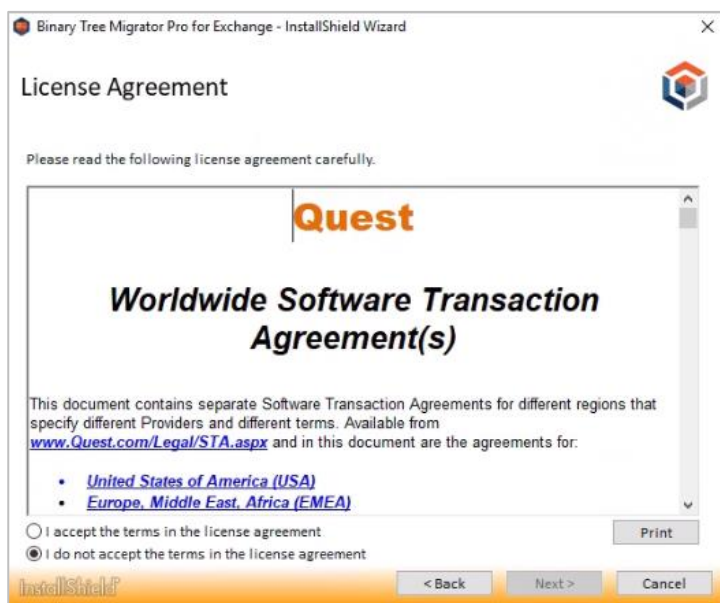 Binary Tree Migrator Pro for Exchange - InstallShield Wizard
License Agreement
Please read the following license agreement carefully.
Quest
Worldwide Software Transaction
Agreement(s)
This document contains separate Software Transaction Agreements for different regions that
specify different Providers and different terms. Available from
www.Quest.com/Legal/STA.aspx and in this document are the agreements for:
• United States of America (USA)
• Europe, Middle East, Africa (EMEA)
I accept the terms in the license agreement
Print
I do not accept the terms in the license agreement
InstallShield
< Back
Next >
Cancel